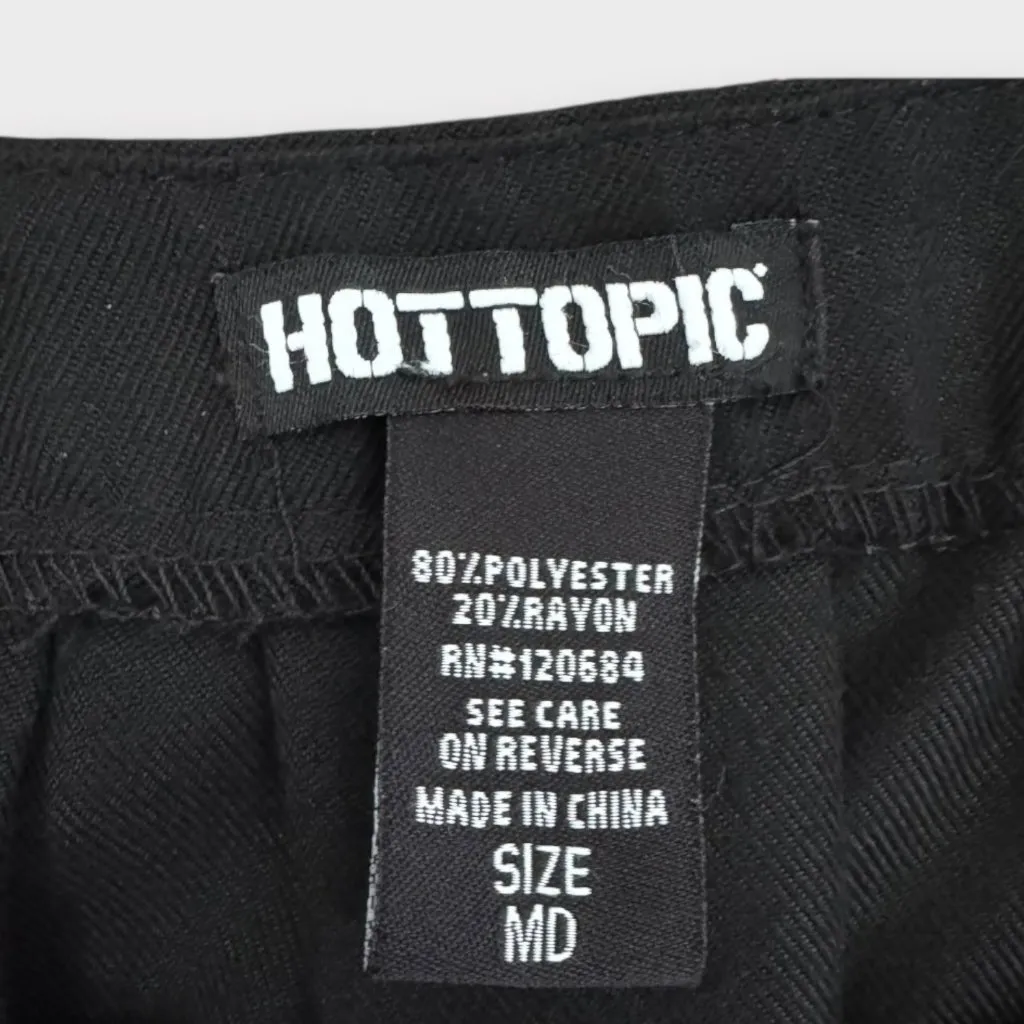 HOTTOPIC
80%POLYESTER
20%RAYON
RN#120684
SEE CARE
ON REVERSE
MADE IN CHINA
SIZE
MD